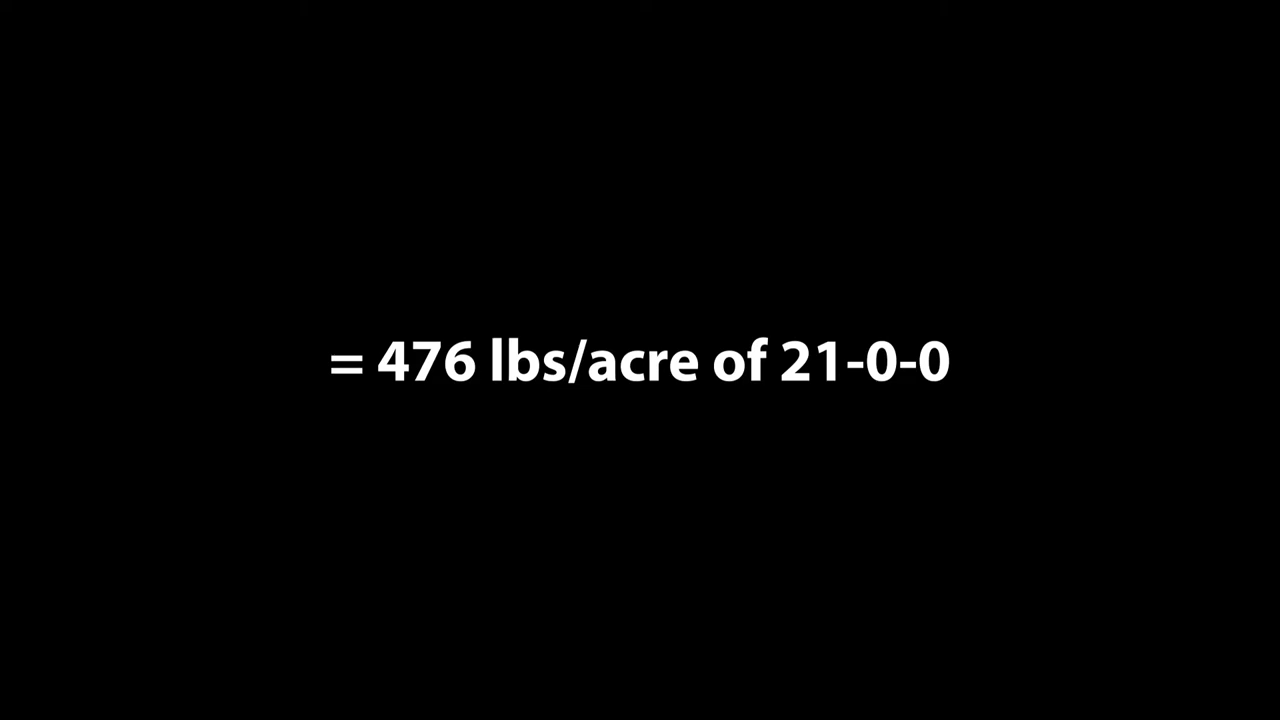 = 476 lbs/acre of 21-0-0